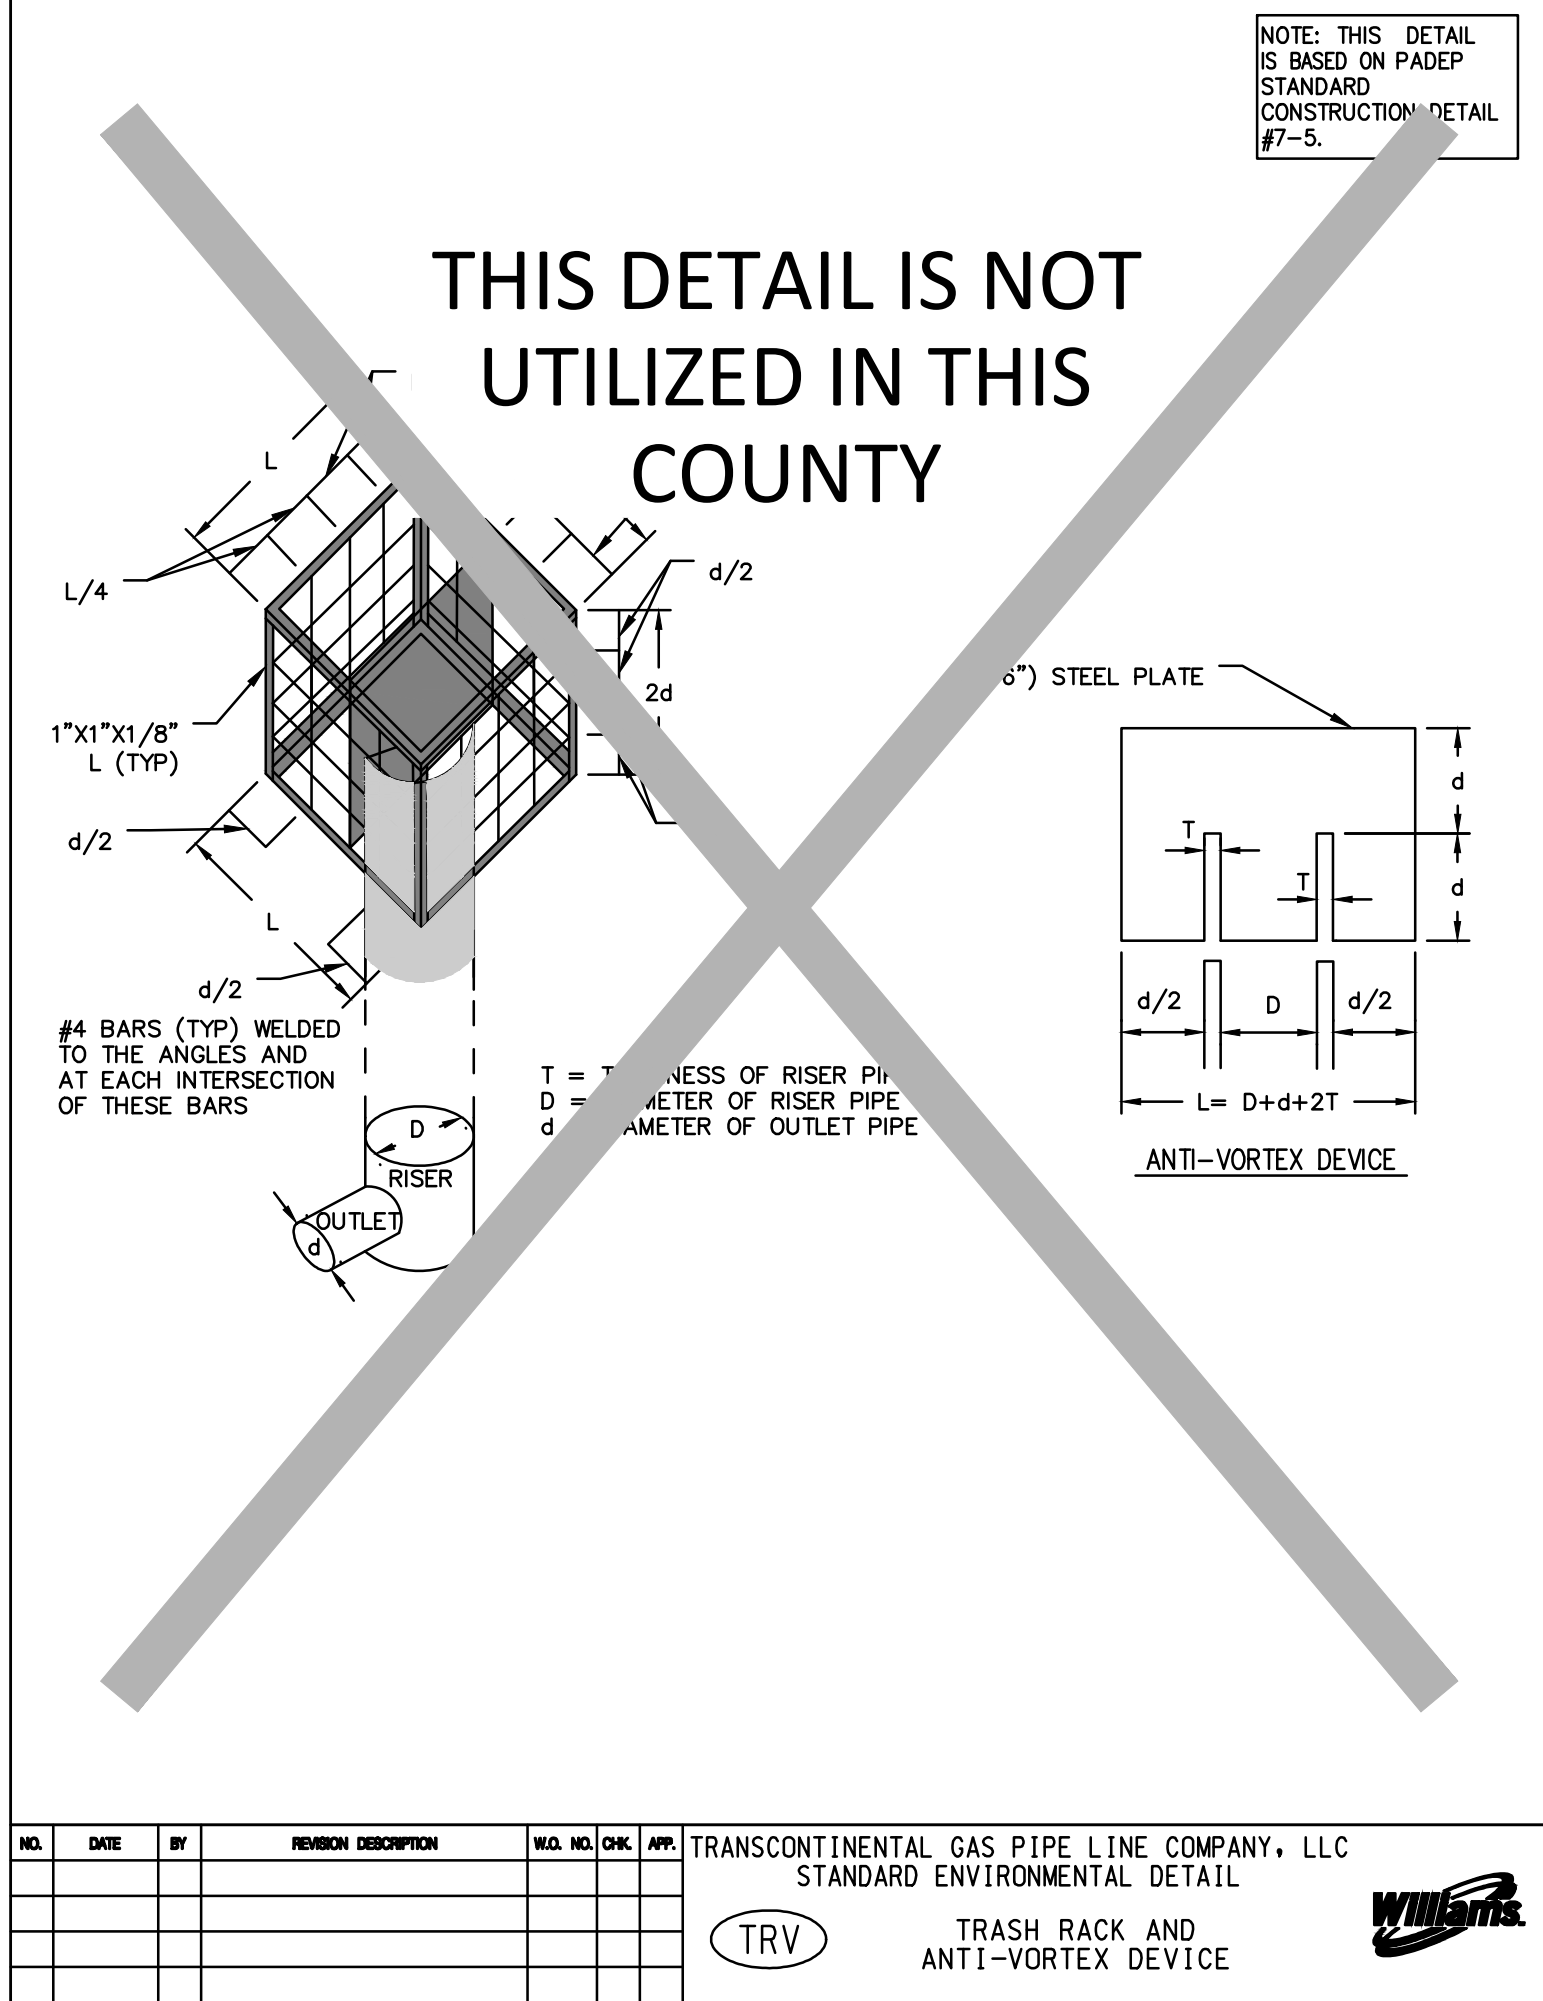 NOTE: THIS DETAIL
IS BASED ON PADEP
STANDARD
CONSTRUCTION DETAIL
#7-5.
THIS DETAIL IS NOT
UTILIZED IN THIS
COUNTY
L
L/4
d/2
2d
1"X1"X1/8"
L (TYP)
d/2
L
d/2
#4 BARS (TYP) WELDED
TO THE ANGLES AND
AT EACH INTERSECTION
OF THESE BARS
D
RISER
OUTLET
d
T = OF RISER
D = OF RISER PIPE
d OF OUTLET PIPE
STEEL PLATE
d
T
T
d
d/2
D
d/2
L= D+d+2T
ANTI-VORTEX DEVICE
NO. DATE BY REVISION DESCRIPTION W.O. NO. CHK. APP.
TRANSCONTINENTAL GAS PIPE LINE COMPANY, LLC
STANDARD ENVIRONMENTAL DETAIL
TRV
TRASH RACK AND
ANTI-VORTEX DEVICE
Williams.